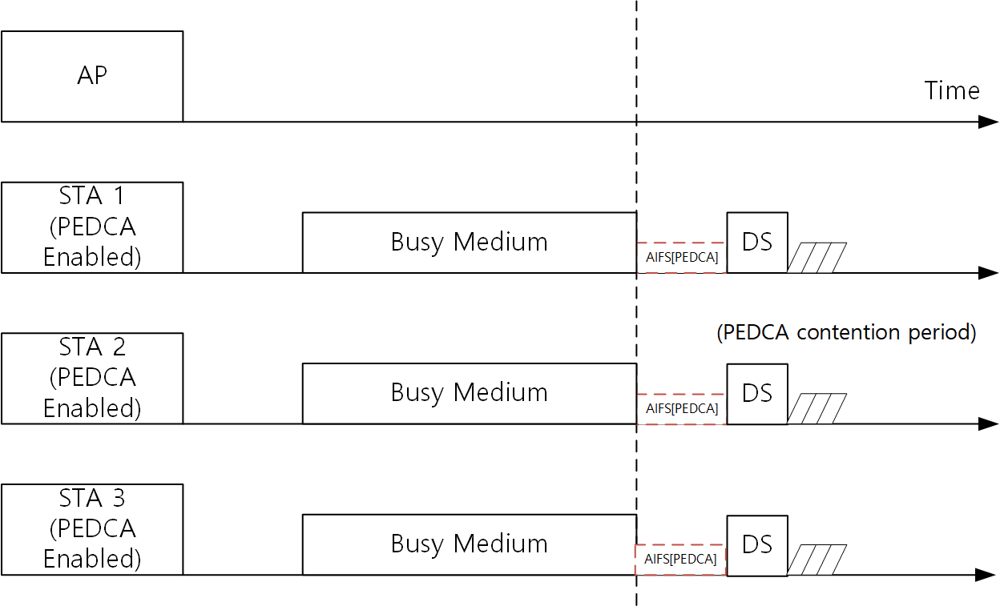 AP
Time
STA 1
(PEDCA
Enabled)
Busy Medium
AIFS[PEDCA]
DS
(PEDCA contention period)
STA 2
(PEDCA
Enabled)
Busy Medium
AIFS[PEDCA]
DS
STA 3
(PEDCA
Enabled)
Busy Medium
AIFS[PEDCA]
DS